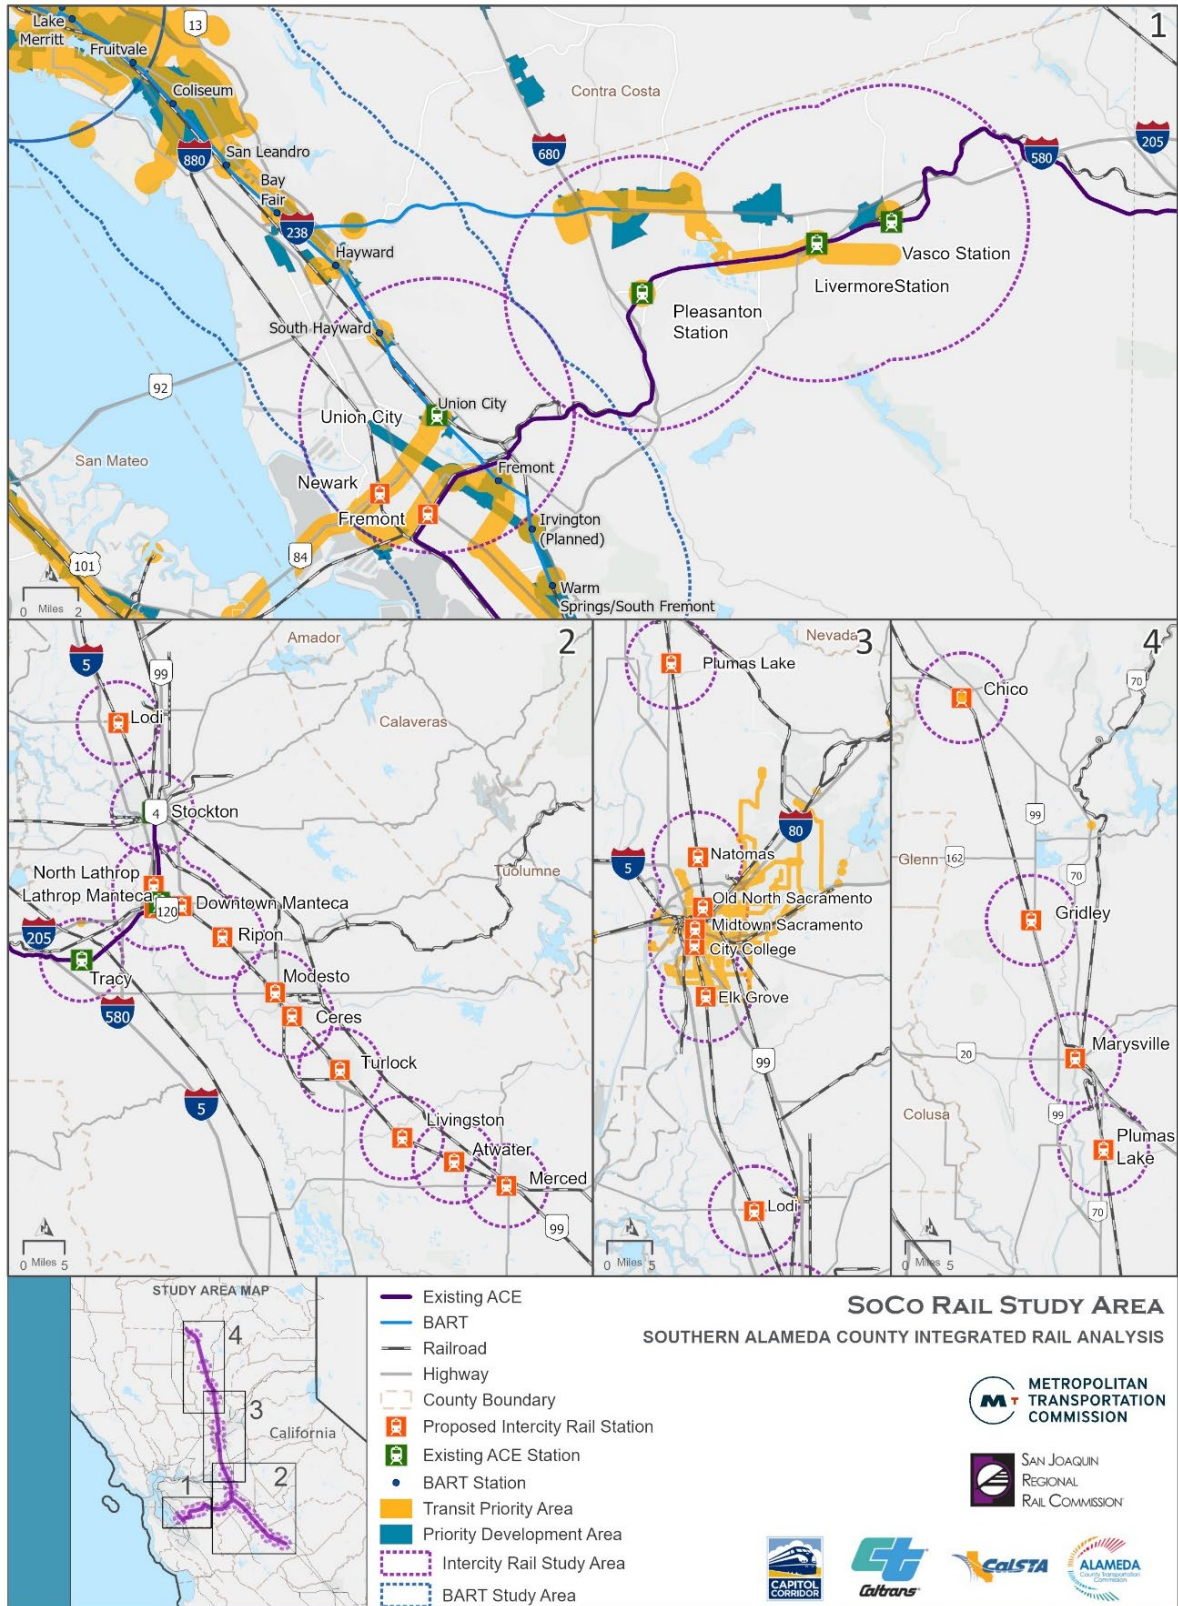 1
Lake
Merritt
13
Fruitvale
Coliseum
880
San Leandro
Bay
Fair
238
Hayward
South Hayward
Contra Costa
680
580
205
Vasco Station
LivermoreStation
Pleasanton
Station
92
Union City
Union City
San Mateo
Newark
Fremont
Fremont
Irvington
(Planned)
84
101
Warm
Springs/South Fremont
0 Miles 2
2
Amador
5
99
Lodi
Calaveras
4
Stockton
Tuolumne
North Lathrop
Lathrop Manteca
120
Downtown Manteca
205
Ripon
Tracy
Modesto
580
Ceres
Turlock
5
Livingston
Atwater
Merced
99
0 Miles 5
3
Nevada
Plumas Lake
80
5
Natomas
Old North Sacramento
Midtown Sacramento
City College
Elk Grove
99
Lodi
0 Miles 5
4
70
Chico
99
Glenn
162
70
Gridley
Marysville
20
Colusa
99
Plumas
Lake
70
0 Miles 5
STUDY AREA MAP
4
3
California
2
1
Existing ACE
BART
Railroad
Highway
County Boundary
Proposed Intercity Rail Station
Existing ACE Station
BART Station
Transit Priority Area
Priority Development Area
Intercity Rail Study Area
BART Study Area
SoCo Rail Study Area
SOUTHERN ALAMEDA COUNTY INTEGRATED RAIL ANALYSIS
M T
METROPOLITAN
TRANSPORTATION
COMMISSION
San Joaquin
Regional
Rail Commission
CAPITOL
CORRIDOR
ct
Caltrans
CalSTA
ALAMEDA
County Transportation
Commission